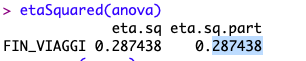 > etaSquared(anova)
eta.sq eta.sq.part
FIN_VIAGGI 0.287438 0.287438